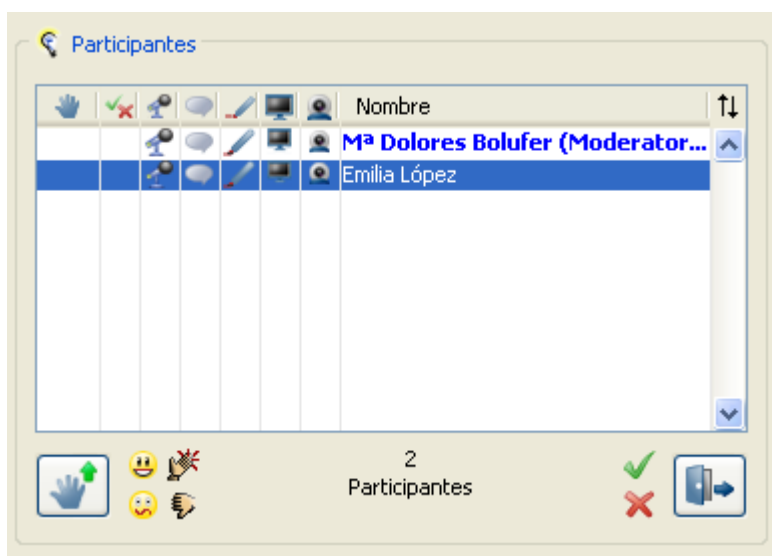 Participantes
Nombre
Mª Dolores Bolufer (Moderator...
Emilia López
2
Participantes